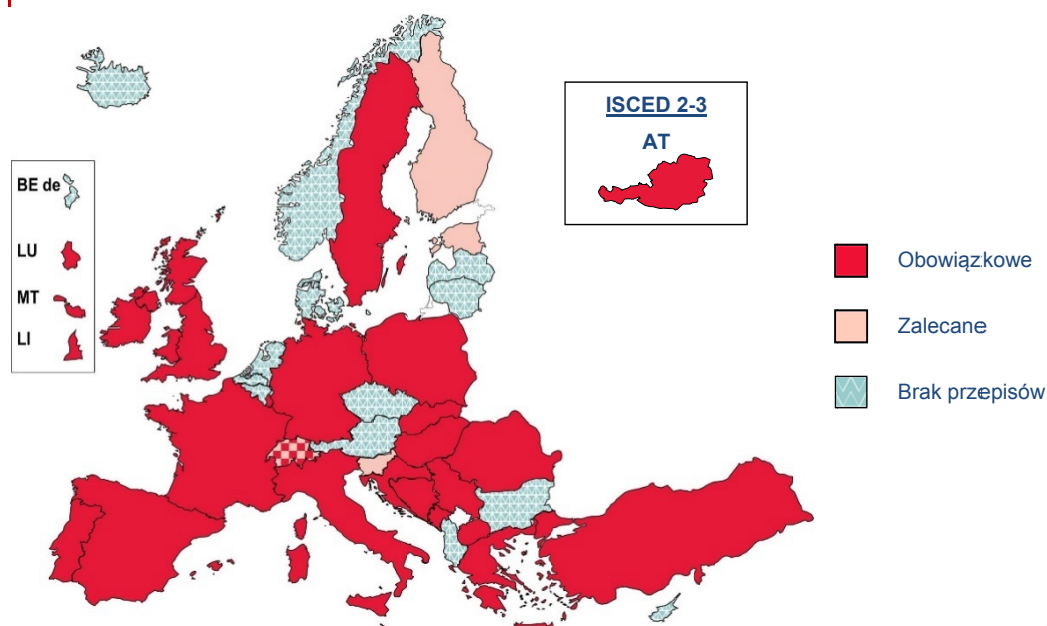 ISCED 2-3
AT
BE de
LU
MT
LI
Obowiązkowe
Zalecane
Brak przepisów